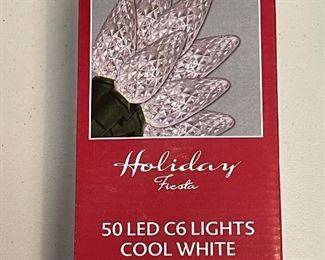 Holiday
Fiesta
50 LED C6 LIGHTS
COOL WHITE